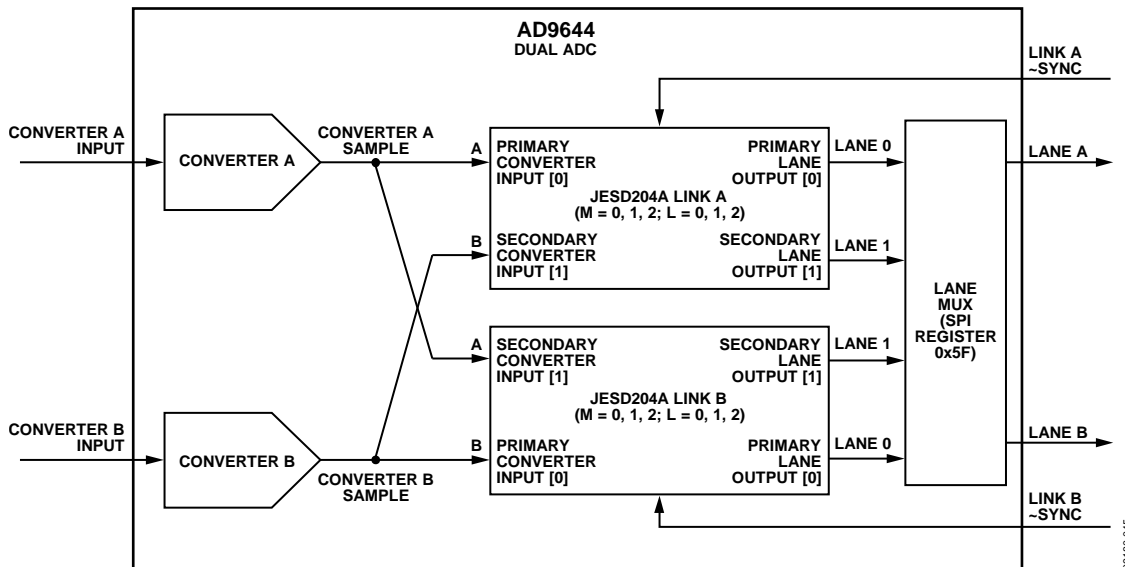 AD9644
DUAL ADC
LINK A
~SYNC
CONVERTER A
INPUT
CONVERTER A
CONVERTER A
SAMPLE
A
PRIMARY
CONVERTER
INPUT [0]
PRIMARY
LANE
OUTPUT [0]
LANE 0
LANE A
JESD204A LINK A
(M = 0, 1, 2; L = 0, 1, 2)
B
SECONDARY
CONVERTER
INPUT [1]
SECONDARY
LANE
OUTPUT [1]
LANE 1
LANE
MUX
(SPI
REGISTER
0x5F)
A
SECONDARY
CONVERTER
INPUT [1]
SECONDARY
LANE
OUTPUT [1]
LANE 1
JESD204A LINK B
(M = 0, 1, 2; L = 0, 1, 2)
CONVERTER B
INPUT
CONVERTER B
CONVERTER B
SAMPLE
B
PRIMARY
CONVERTER
INPUT [0]
PRIMARY
LANE
OUTPUT [0]
LANE 0
LANE B
LINK B
~SYNC